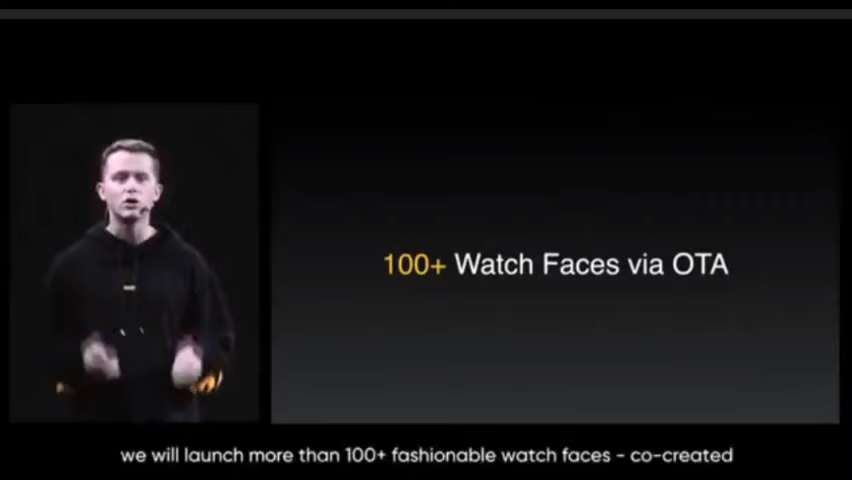 100+ Watch Faces via OTA
we will launch more than 100+ fashionable watch faces - co-created